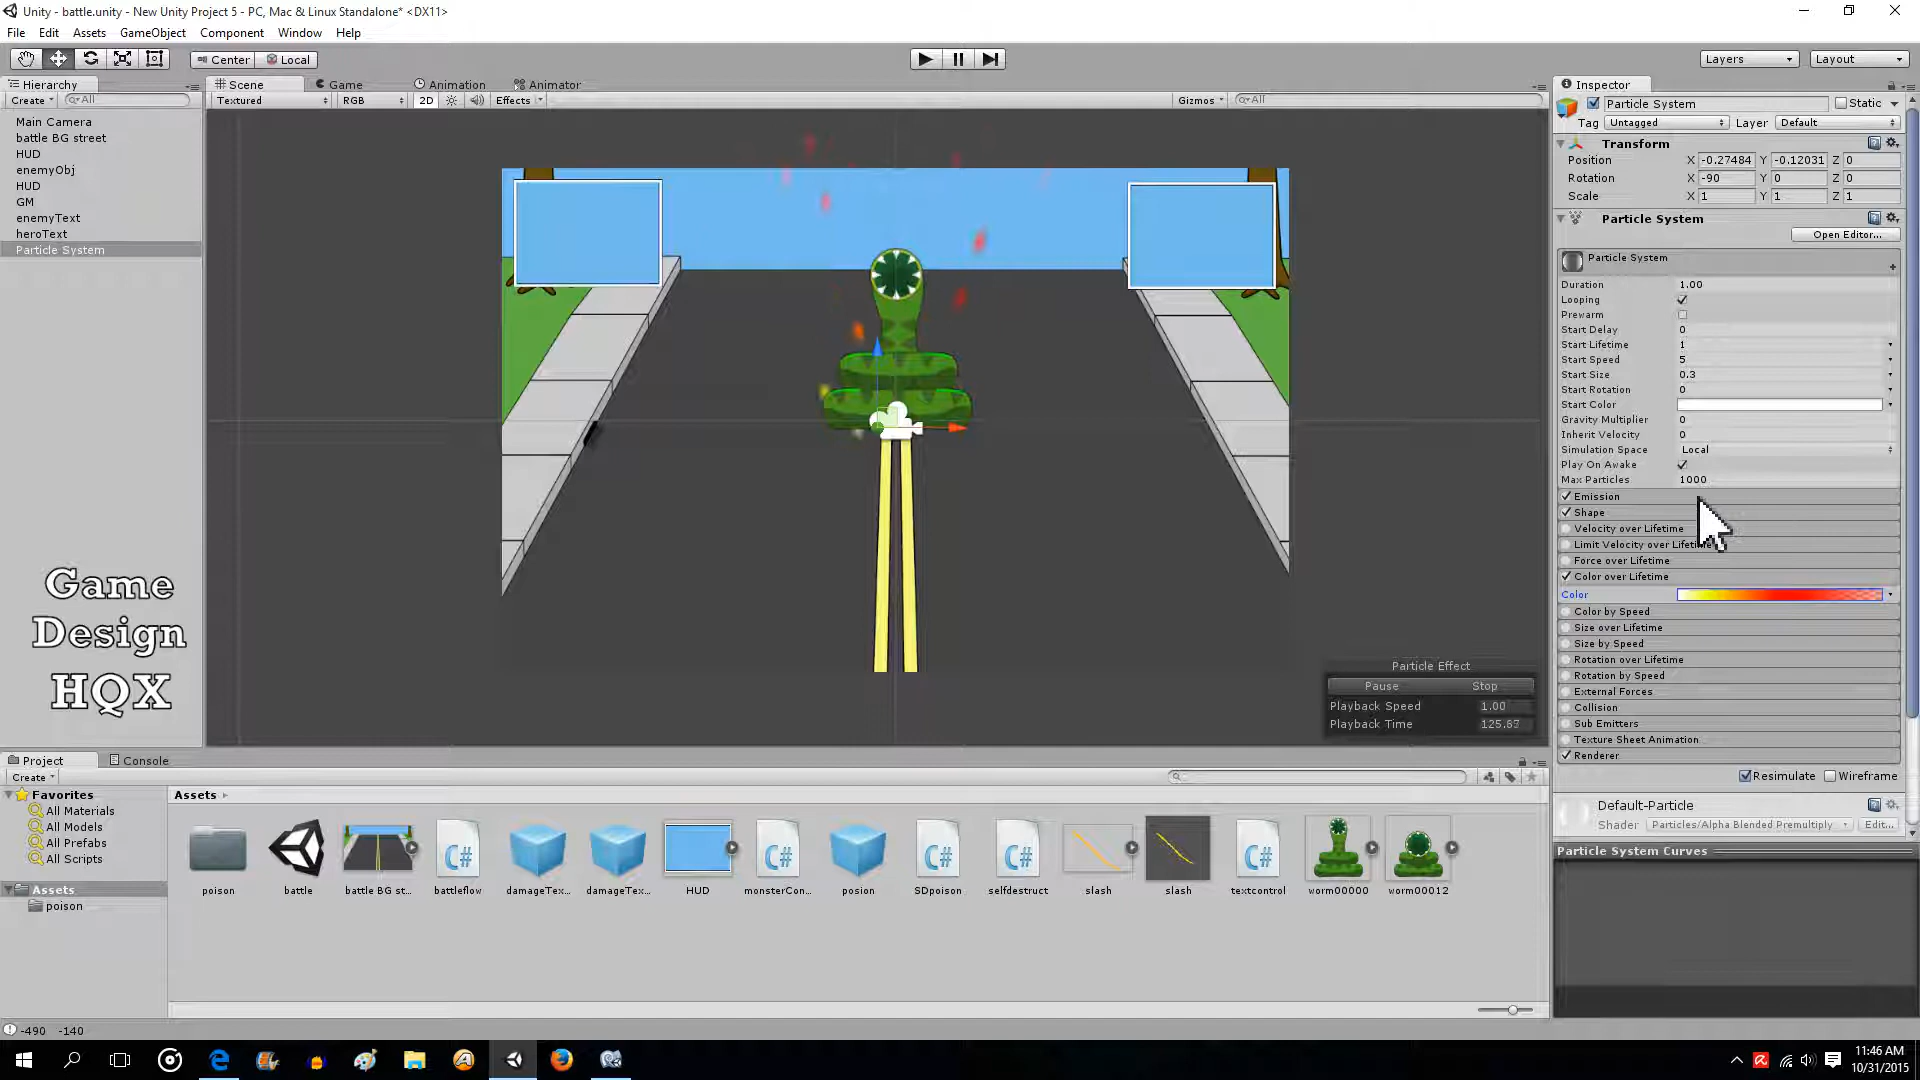 Unity - battle.unity - New Unity Project 5 - PC, Mac & Linux Standalone* <DX11>
File Edit Assets GameObject Component Window Help
Center Local
Layers Layout
Hierarchy
Scene Game Animation Animator
Inspector
Create All
Textured RGB 2D Effects
Gizmos All
Particle System Static
Tag Untagged Layer Default
Main Camera
battle BG street
HUD
enemyObj
HUD
GM
enemyText
heroText
Particle System
Transform
Position X -0.27484 Y -0.12031 Z 0
Rotation X -90 Y 0 Z 0
Scale X 1 Y 1 Z 1
Particle System
Open Editor...
Particle System
Duration 1.00
Looping
Prewarm
Start Delay 0
Start Lifetime 1
Start Speed 5
Start Size 0.3
Start Rotation 0
Start Color
Gravity Multiplier 0
Inherit Velocity 0
Simulation Space Local
Play On Awake
Max Particles 1000
Emission
Shape
Velocity over Lifetime
Limit Velocity over Lifetime
Force over Lifetime
Color over Lifetime
Color
Color by Speed
Size over Lifetime
Size by Speed
Rotation over Lifetime
Rotation by Speed
External Forces
Collision
Sub Emitters
Texture Sheet Animation
Renderer
Resimulate Wireframe
Default-Particle
Shader Particles/Alpha Blended Premultiply Edit...
Particle System Curves
Game
Design
HQX
Particle Effect
Pause Stop
Playback Speed 1.00
Playback Time 125.67
Project Console
Create
Favorites
All Materials
All Models
All Prefabs
All Scripts
Assets
poison
Assets
poison battle battle BG st... battleflow damageTex... damageTex... HUD monsterCon... posion SDpoison selfdestruct slash slash textcontrol worm00000 worm00012
-490 -140
11:46 AM
10/31/2015